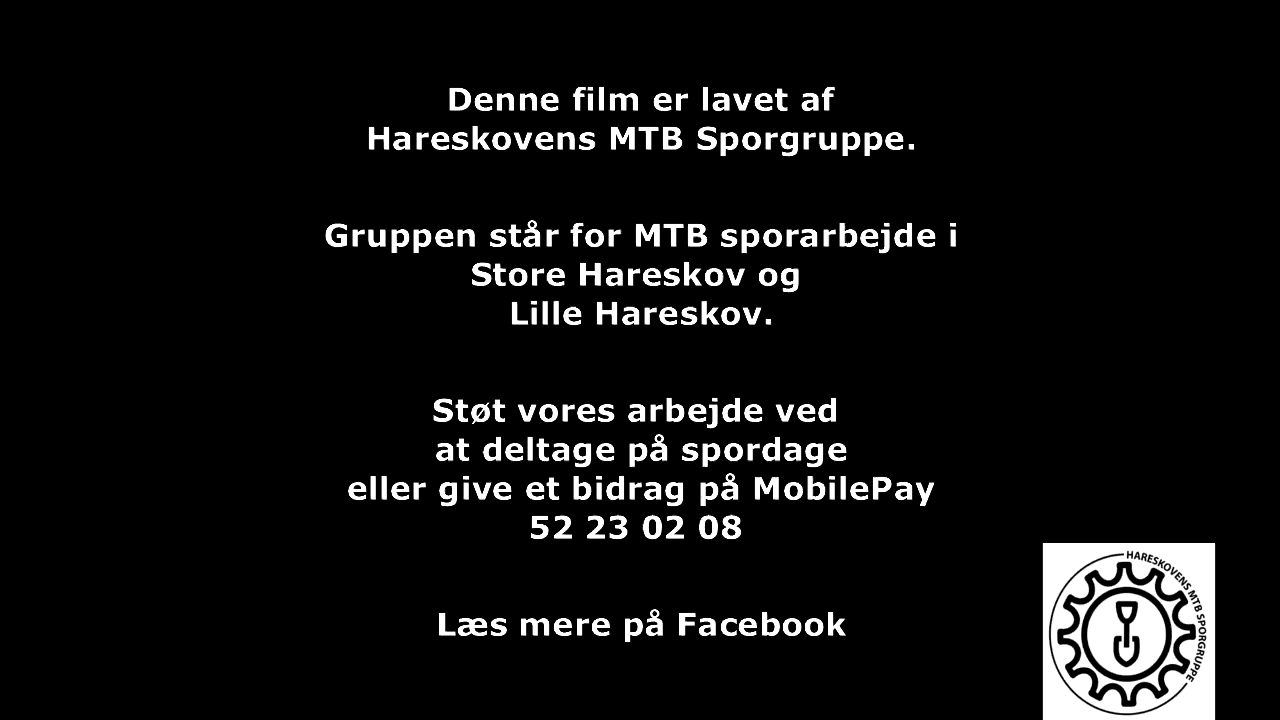 Denne film er lavet af
Hareskovens MTB Sporgruppe.
Gruppen står for MTB sporarbejde i
Store Hareskov og
Lille Hareskov.
Støt vores arbejde ved
at deltage på spordage
eller give et bidrag på MobilePay
52 23 02 08
Læs mere på Facebook
HARESKOVENS MTB SPORGRUPPE